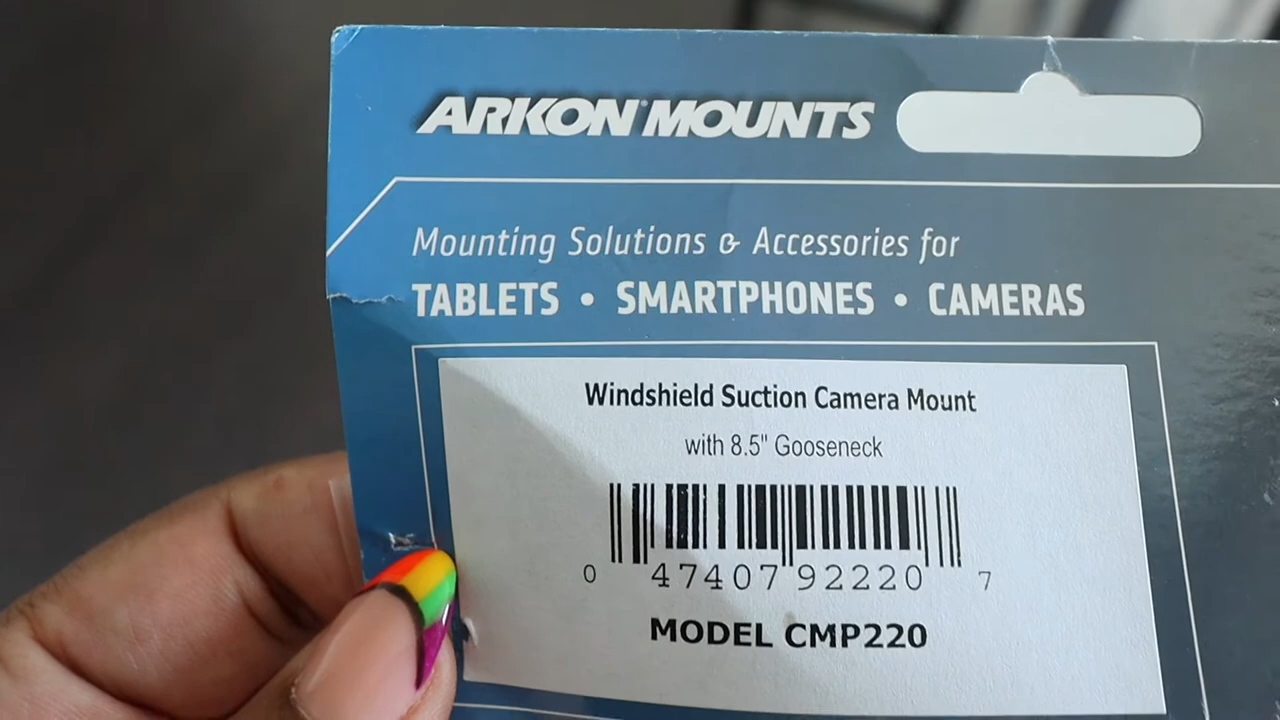 ARKON MOUNTS
Mounting Solutions & Accessories for
TABLETS • SMARTPHONES • CAMERAS
Windshield Suction Camera Mount
with 8.5" Gooseneck
0 47407 92220 7
MODEL CMP220